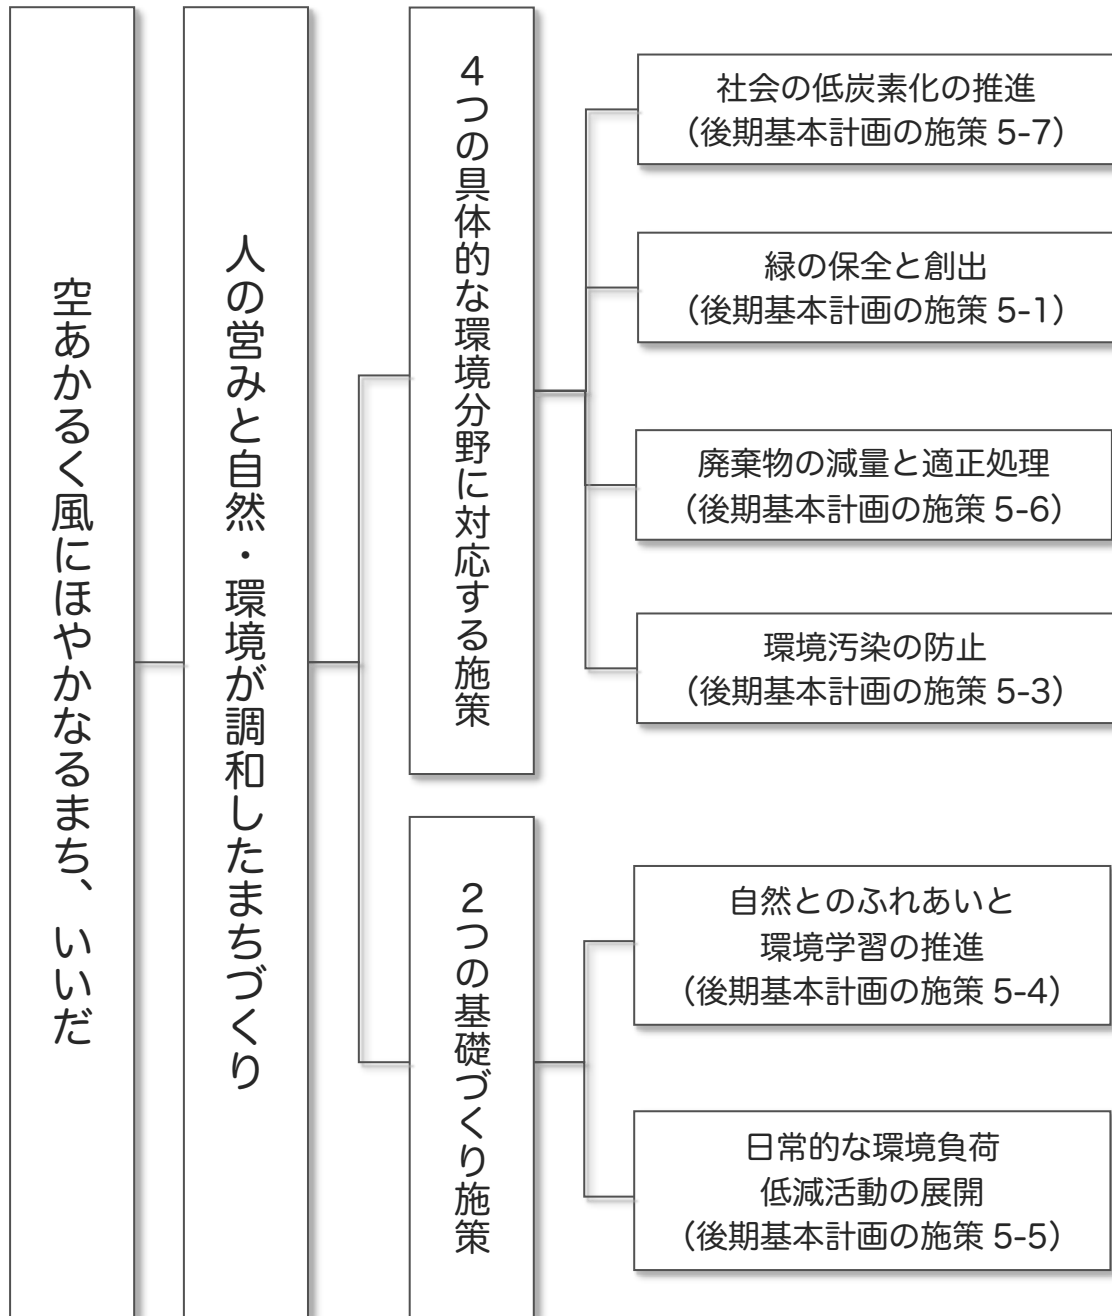 空あかるく風にほやかなるまち、いいだ
人の営みと自然・環境が調和したまちづくり
4つの具体的な環境分野に対応する施策
社会の低炭素化の推進
(後期基本計画の施策 5-7)
緑の保全と創出
(後期基本計画の施策 5-1)
廃棄物の減量と適正処理
(後期基本計画の施策 5-6)
環境汚染の防止
(後期基本計画の施策 5-3)
2つの基礎づくり施策
自然とのふれあいと
環境学習の推進
(後期基本計画の施策 5-4)
日常的な環境負荷
低減活動の展開
(後期基本計画の施策 5-5)